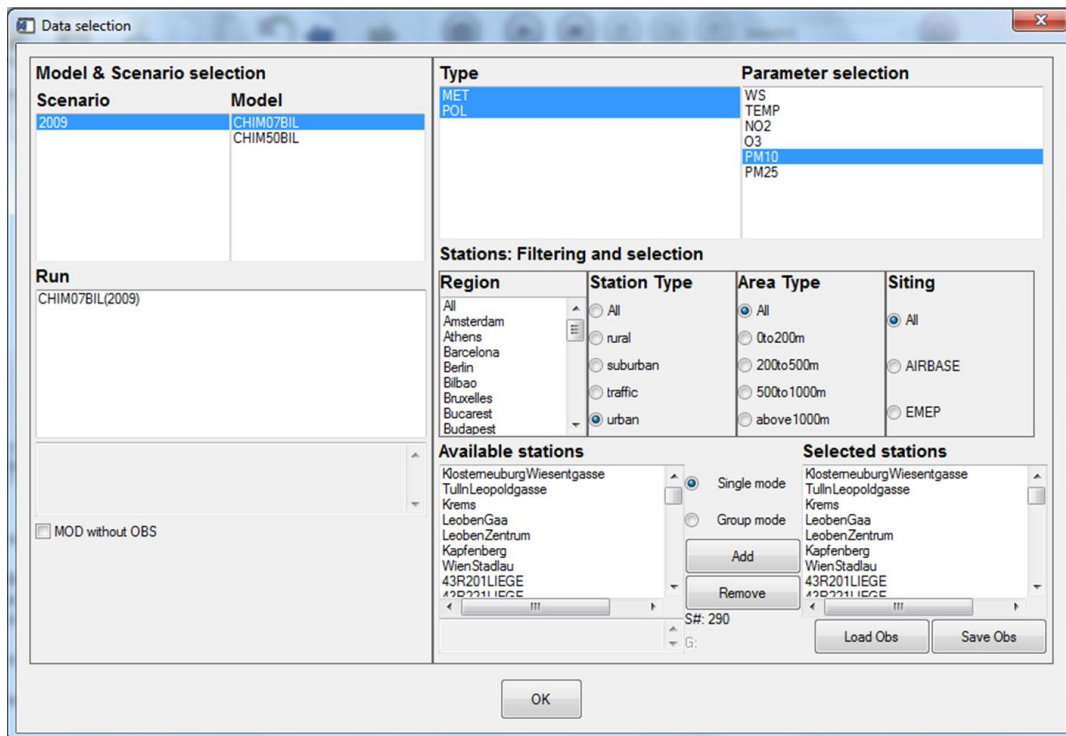 Data selection
Model & Scenario selection
Scenario
Model
2009
CHIM07BIL
CHIM50BIL
Run
CHIM07BIL(2009)
MOD without OBS
Type
Parameter selection
MET
POL
WS
TEMP
NO2
O3
PM10
PM25
Stations: Filtering and selection
Region
All
Amsterdam
Athens
Barcelona
Berlin
Bilbao
Bruxelles
Bucarest
Budapest
Station Type
All
rural
suburban
traffic
urban
Area Type
All
0to200m
200to500m
500to1000m
above1000m
Siting
All
AIRBASE
EMEP
Available stations
KlosterneuburgWiesentgasse
TullnLeopoldgasse
Krems
LeobenGaa
LeobenZentrum
Kapfenberg
WienStadlau
43R201LIEGE
43R221LIEGE
Single mode
Group mode
Add
Remove
S#: 290
G:
Selected stations
KlosterneuburgWiesentgasse
TullnLeopoldgasse
Krems
LeobenGaa
LeobenZentrum
Kapfenberg
WienStadlau
43R201LIEGE
43R221LIEGE
Load Obs
Save Obs
OK